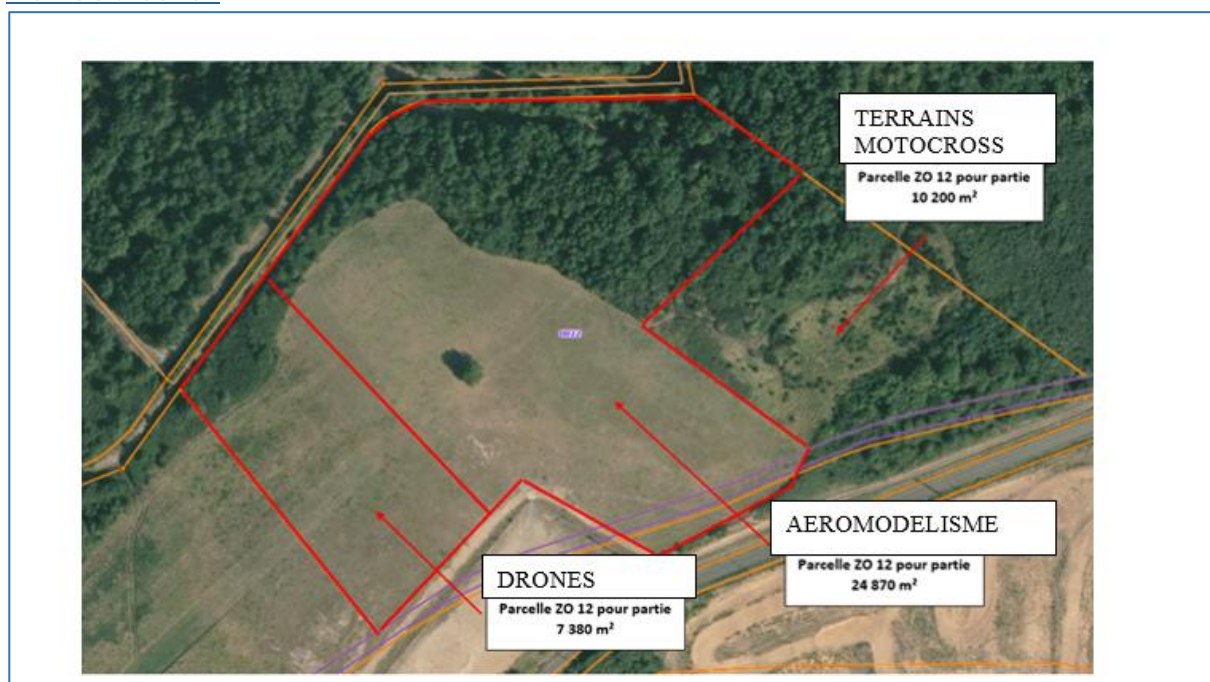 TERRAINS
MOTOCROSS
Parcelle ZO 12 pour partie
10 200 m²
AEROMODELISME
Parcelle ZO 12 pour partie
24 870 m²
DRONES
Parcelle ZO 12 pour partie
7 380 m²